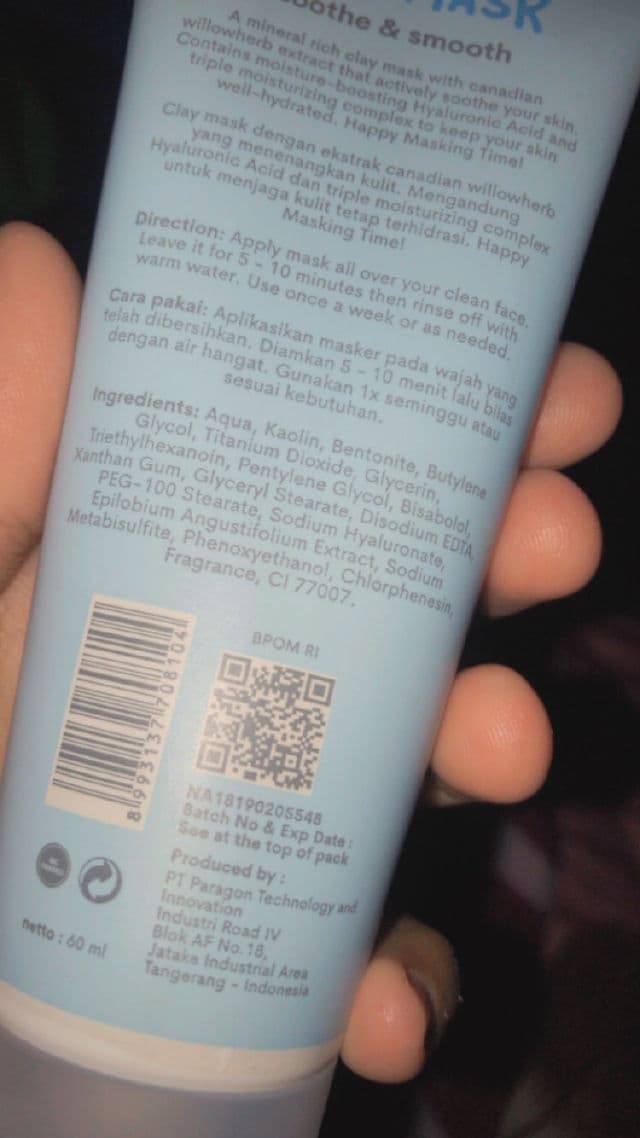 MASK
soothe & smooth
A mineral rich clay mask with canadian
willowherb extract that actively soothe your skin.
Contains moisture-boosting Hyaluronic Acid and
triple moisturizing complex to keep your skin
well-hydrated. Happy Masking Time!
Clay mask dengan ekstrak canadian willowherb
yang menenangkan kulit. Mengandung
Hyaluronic Acid dan triple moisturizing complex
untuk menjaga kulit tetap terhidrasi. Happy
Masking Time!
Direction: Apply mask all over your clean face.
Leave it for 5 - 10 minutes then rinse off with
warm water. Use once a week or as needed.
Cara pakai: Aplikasikan masker pada wajah yang
telah dibersihkan. Diamkan 5 - 10 menit lalu bilas
dengan air hangat. Gunakan 1x seminggu atau
sesuai kebutuhan.
Ingredients: Aqua, Kaolin, Bentonite, Butylene
Glycol, Titanium Dioxide, Glycerin,
Triethylhexanoin, Pentylene Glycol, Bisabolol,
Xanthan Gum, Glyceryl Stearate, Disodium EDTA,
PEG-100 Stearate, Sodium Hyaluronate,
Epilobium Angustifolium Extract, Sodium
Metabisulfite, Phenoxyethanol, Chlorphenesin,
Fragrance, CI 77007.
8993137708104
BPOM RI
NA18190205548
Batch No & Exp Date :
See at the top of pack
Produced by :
PT Paragon Technology and
Innovation
Industri Road IV
Blok AF No.18,
Jatake Industrial Area
Tangerang - Indonesia
netto : 60 ml